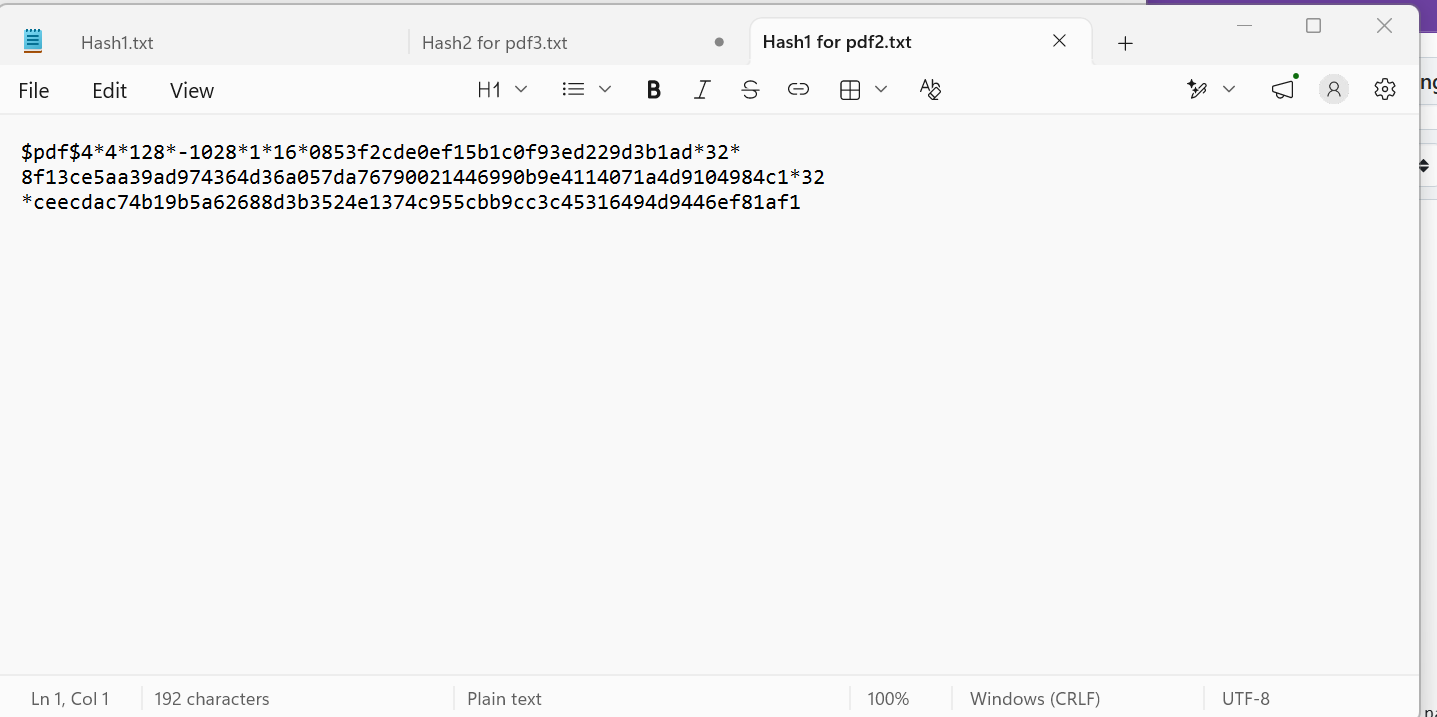 Hash1.txt
Hash2 for pdf3.txt
Hash1 for pdf2.txt
File Edit View H1
$pdf$4*4*128*-1028*1*16*0853f2cde0ef15b1c0f93ed229d3b1ad*32*
8f13ce5aa39ad974364d36a057da76790021446990b9e4114071a4d9104984c1*32
*ceecdac74b19b5a62688d3b3524e1374c955cbb9cc3c45316494d9446ef81af1
Ln 1, Col 1 192 characters Plain text 100% Windows (CRLF) UTF-8